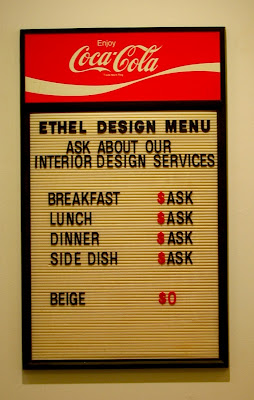 Enjoy
Coca-Cola
ETHEL DESIGN MENU
ASK ABOUT OUR
INTERIOR DESIGN SERVICES
BREAKFAST $ASK
LUNCH $ASK
DINNER $ASK
SIDE DISH $ASK
BEIGE $0